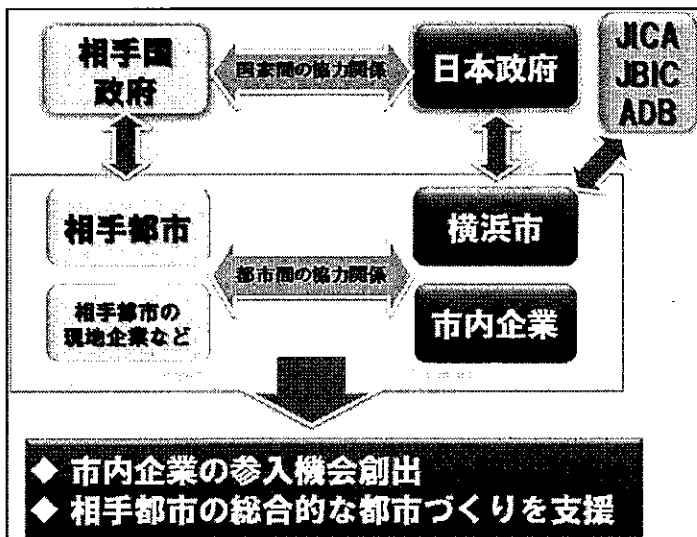 相手国
政府
国家間の協力関係
日本政府
JICA
JBIC
ADB
相手都市
都市間の協力関係
横浜市
相手都市の
現地企業など
市内企業
◆ 市内企業の参入機会創出
◆ 相手都市の総合的な都市づくりを支援